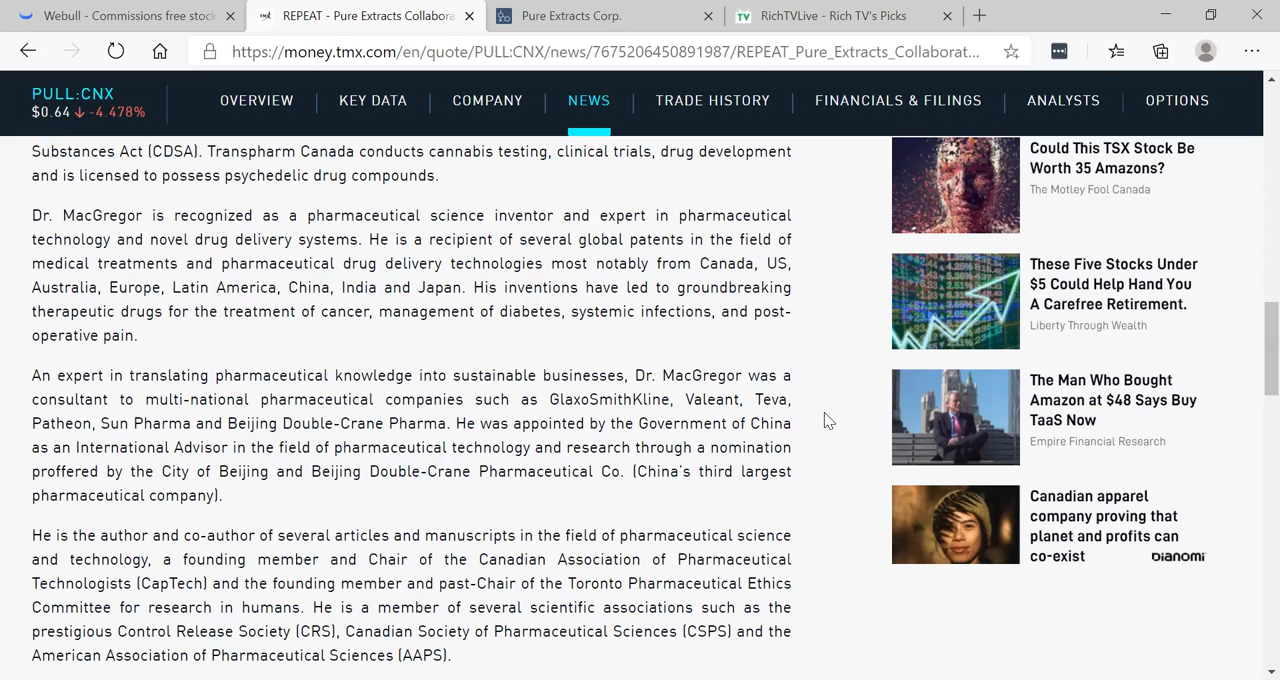 Webull - Commissions free stock
REPEAT - Pure Extracts Collabora
Pure Extracts Corp.
RichTVLive - Rich TV's Picks
https://money.tmx.com/en/quote/PULL:CNX/news/7675206450891987/REPEAT_Pure_Extracts_Collaborat...
PULL:CNX
$0.64 ↓ -4.478%
OVERVIEW
KEY DATA
COMPANY
NEWS
TRADE HISTORY
FINANCIALS & FILINGS
ANALYSTS
OPTIONS
Substances Act (CDSA). Transpharm Canada conducts cannabis testing, clinical trials, drug development
and is licensed to possess psychedelic drug compounds.
Dr. MacGregor is recognized as a pharmaceutical science inventor and expert in pharmaceutical
technology and novel drug delivery systems. He is a recipient of several global patents in the field of
medical treatments and pharmaceutical drug delivery technologies most notably from Canada, US,
Australia, Europe, Latin America, China, India and Japan. His inventions have led to groundbreaking
therapeutic drugs for the treatment of cancer, management of diabetes, systemic infections, and post-
operative pain.
An expert in translating pharmaceutical knowledge into sustainable businesses, Dr. MacGregor was a
consultant to multi-national pharmaceutical companies such as GlaxoSmithKline, Valeant, Teva,
Patheon, Sun Pharma and Beijing Double-Crane Pharma. He was appointed by the Government of China
as an International Advisor in the field of pharmaceutical technology and research through a nomination
proffered by the City of Beijing and Beijing Double-Crane Pharmaceutical Co. (China's third largest
pharmaceutical company).
He is the author and co-author of several articles and manuscripts in the field of pharmaceutical science
and technology, a founding member and Chair of the Canadian Association of Pharmaceutical
Technologists (CapTech) and the founding member and past-Chair of the Toronto Pharmaceutical Ethics
Committee for research in humans. He is a member of several scientific associations such as the
prestigious Control Release Society (CRS), Canadian Society of Pharmaceutical Sciences (CSPS) and the
American Association of Pharmaceutical Sciences (AAPS).
Could This TSX Stock Be
Worth 35 Amazons?
The Motley Fool Canada
These Five Stocks Under
$5 Could Help Hand You
A Carefree Retirement.
Liberty Through Wealth
The Man Who Bought
Amazon at $48 Says Buy
TaaS Now
Empire Financial Research
Canadian apparel
company proving that
planet and profits can
co-exist
Dianomi